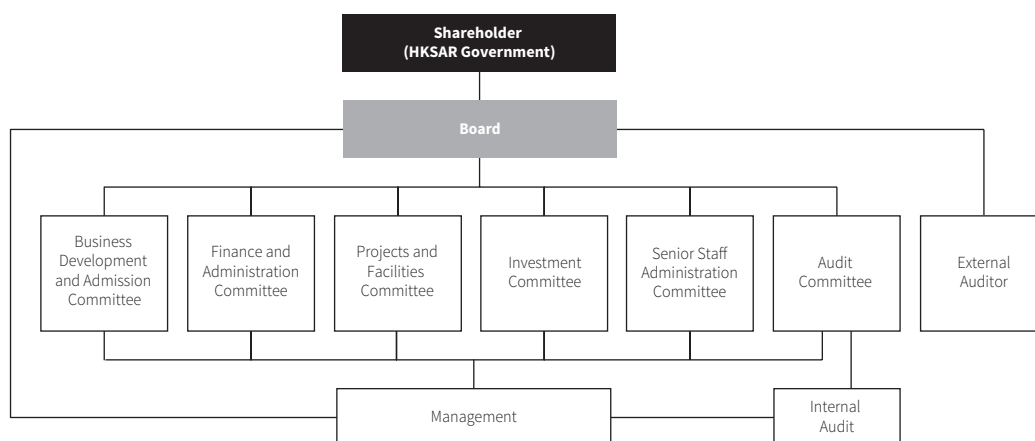 Shareholder
(HKSAR Government)
Board
Business
Development
and Admission
Committee
Finance and
Administration
Committee
Projects and
Facilities
Committee
Investment
Committee
Senior Staff
Administration
Committee
Audit
Committee
External
Auditor
Management
Internal
Audit